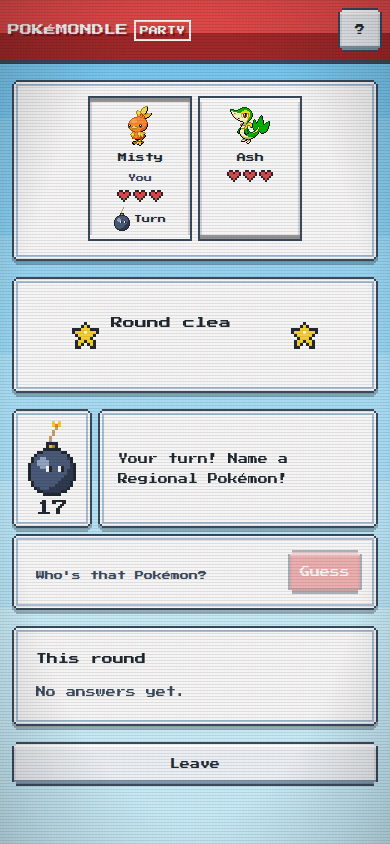 POKéMONDLE PARTY
?
Misty
You
Turn
Ash
Round clea
17
Your turn! Name a
Regional Pokémon!
Who's that Pokémon?
Guess
This round
No answers yet.
Leave